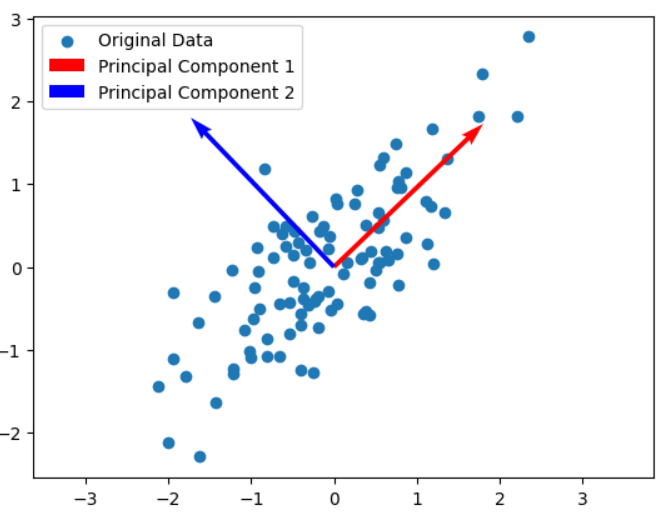 3
Original Data
Principal Component 1
Principal Component 2
2
1
0
−1
−2
−3 −2 −1 0 1 2 3